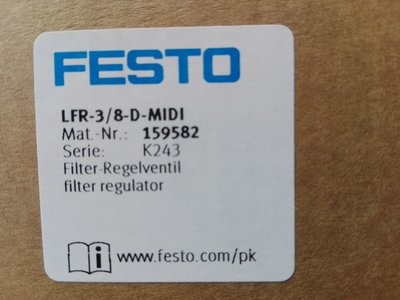 FESTO
LFR-3/8-D-MIDI
Mat.-Nr.: 159582
Serie: K243
Filter-Regelventil
filter regulator
www.festo.com/pk